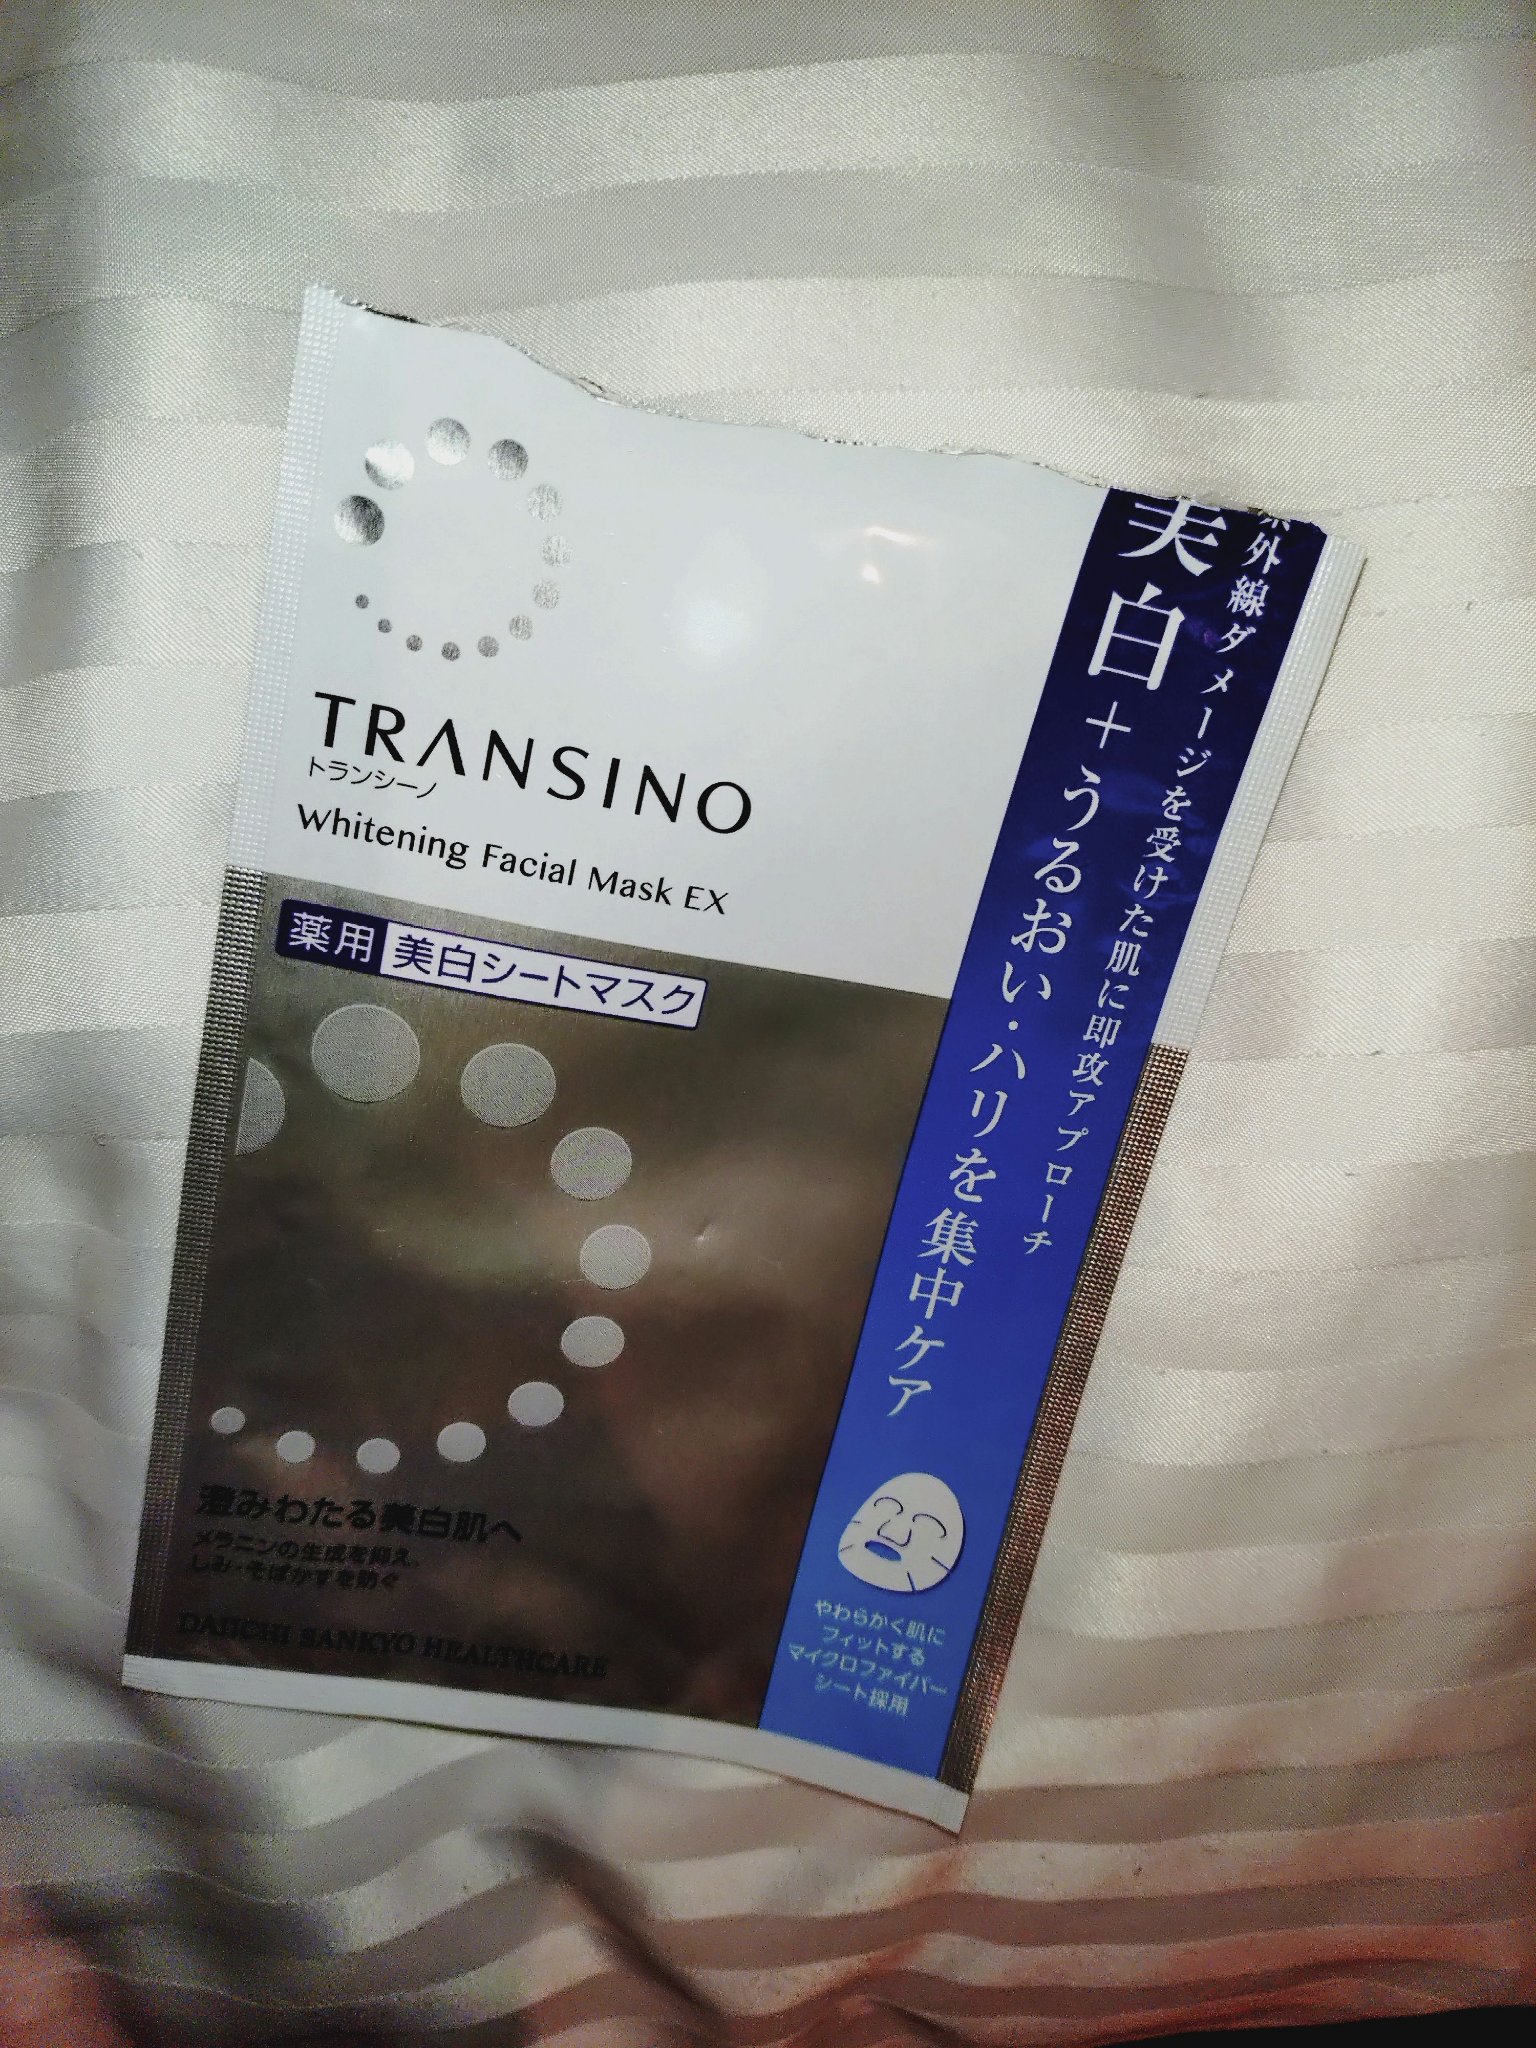 TRANSINO
トランシーノ
Whitening Facial Mask EX
薬用 美白シートマスク
外線ダメージを受けた肌に即攻アプローチ
美白+うるおい・ハリを集中ケア
澄みわたる美白肌へ
メラニンの生成を抑え、
しみ・そばかすを防ぐ
DAIICHI SANKYO HEALTHCARE
やわらかく肌に
フィットする
マイクロファイバー
シート採用